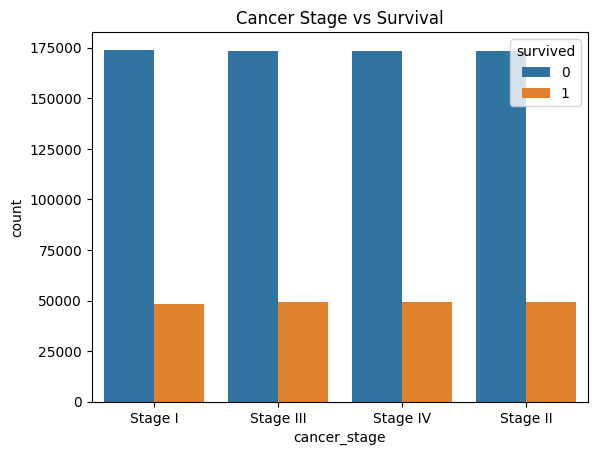 Cancer Stage vs Survival
survived
0
1
175000
150000
125000
100000
75000
50000
25000
0
count
Stage I Stage III Stage IV Stage II
cancer_stage